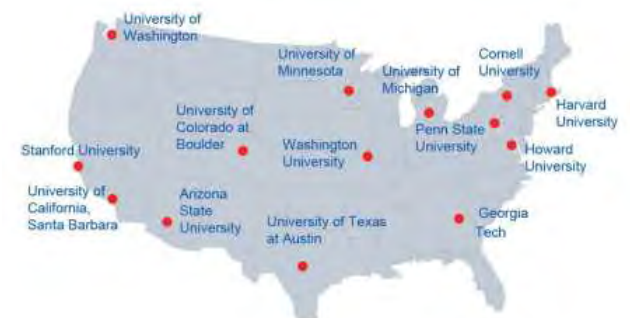 University of
Washington
University of
Minnesota
University of
Michigan
Cornell
University
Harvard
University
University of
Colorado at
Boulder
Washington
University
Penn State
University
Howard
University
Stanford University
University of
California,
Santa Barbara
Arizona
State
University
University of Texas
at Austin
Georgia
Tech